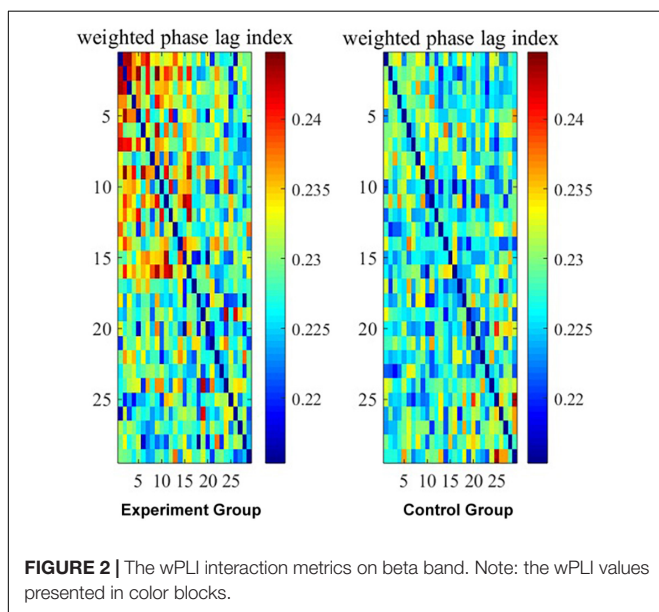 weighted phase lag index
weighted phase lag index
5
10
15
20
25
5 10 15 20 25
0.24
0.235
0.23
0.225
0.22
Experiment Group
5
10
15
20
25
5 10 15 20 25
0.24
0.235
0.23
0.225
0.22
Control Group
FIGURE 2 | The wPLI interaction metrics on beta band. Note: the wPLI values
presented in color blocks.